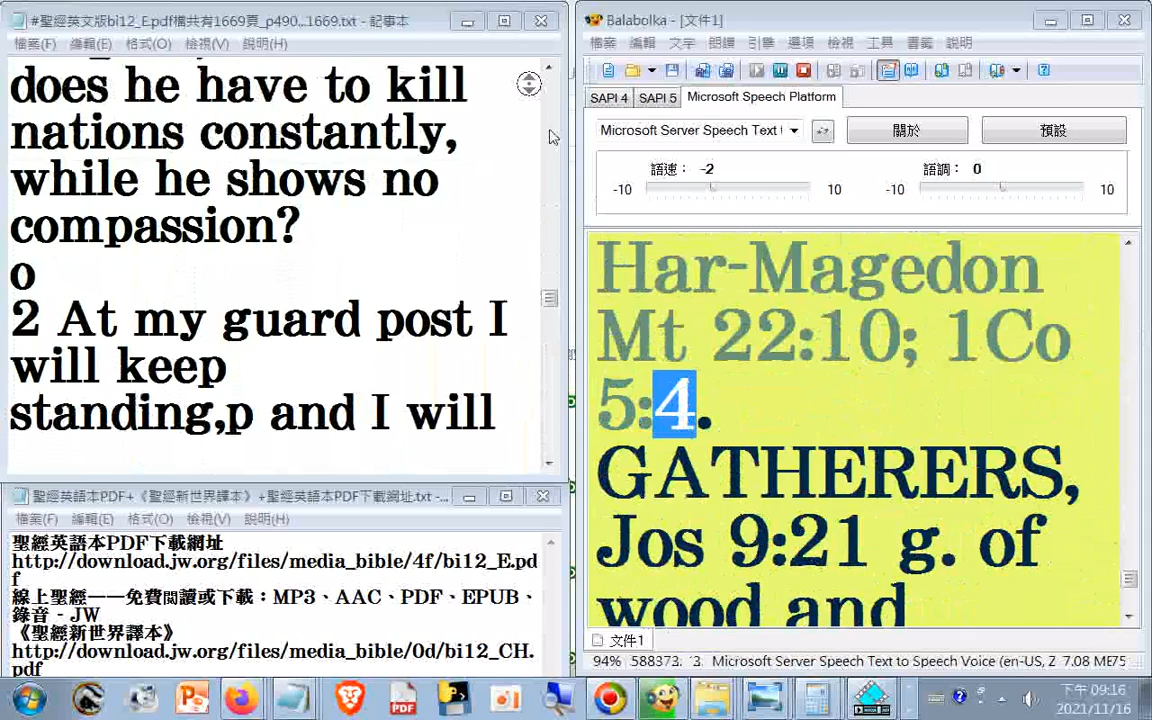 #聖經英文版bi12_E.pdf檔共有1669頁_p490...1669.txt - 記事本
檔案(F) 編輯(E) 格式(O) 檢視(V) 說明(H)
does he have to kill
nations constantly,
while he shows no
compassion?
o
2 At my guard post I
will keep
standing,p and I will
聖經英語本PDF+《聖經新世界譯本》+聖經英語本PDF下載網址.txt -...
檔案(F) 編輯(E) 格式(O) 檢視(V) 說明(H)
聖經英語本PDF下載網址
http://download.jw.org/files/media_bible/4f/bi12_E.pd
f
線上聖經——免費閱讀或下載：MP3、AAC、PDF、EPUB、
錄音 - JW
《聖經新世界譯本》
http://download.jw.org/files/media_bible/0d/bi12_CH.
pdf
Balabolka - [文件1]
檔案 編輯 文字 朗讀 引擎 選項 檢視 工具 書籤 說明
SAPI 4 SAPI 5 Microsoft Speech Platform
Microsoft Server Speech Text 關於 預設
語速： -2 語調： 0
-10 10 -10 10
Har-Magedon
Mt 22:10; 1Co
5:4.
GATHERERS,
Jos 9:21 g. of
wood and
文件1
94% 588373. 3. Microsoft Server Speech Text to Speech Voice (en-US, Z 7.08 ME75
PDF
下午 09:16
2021/11/16